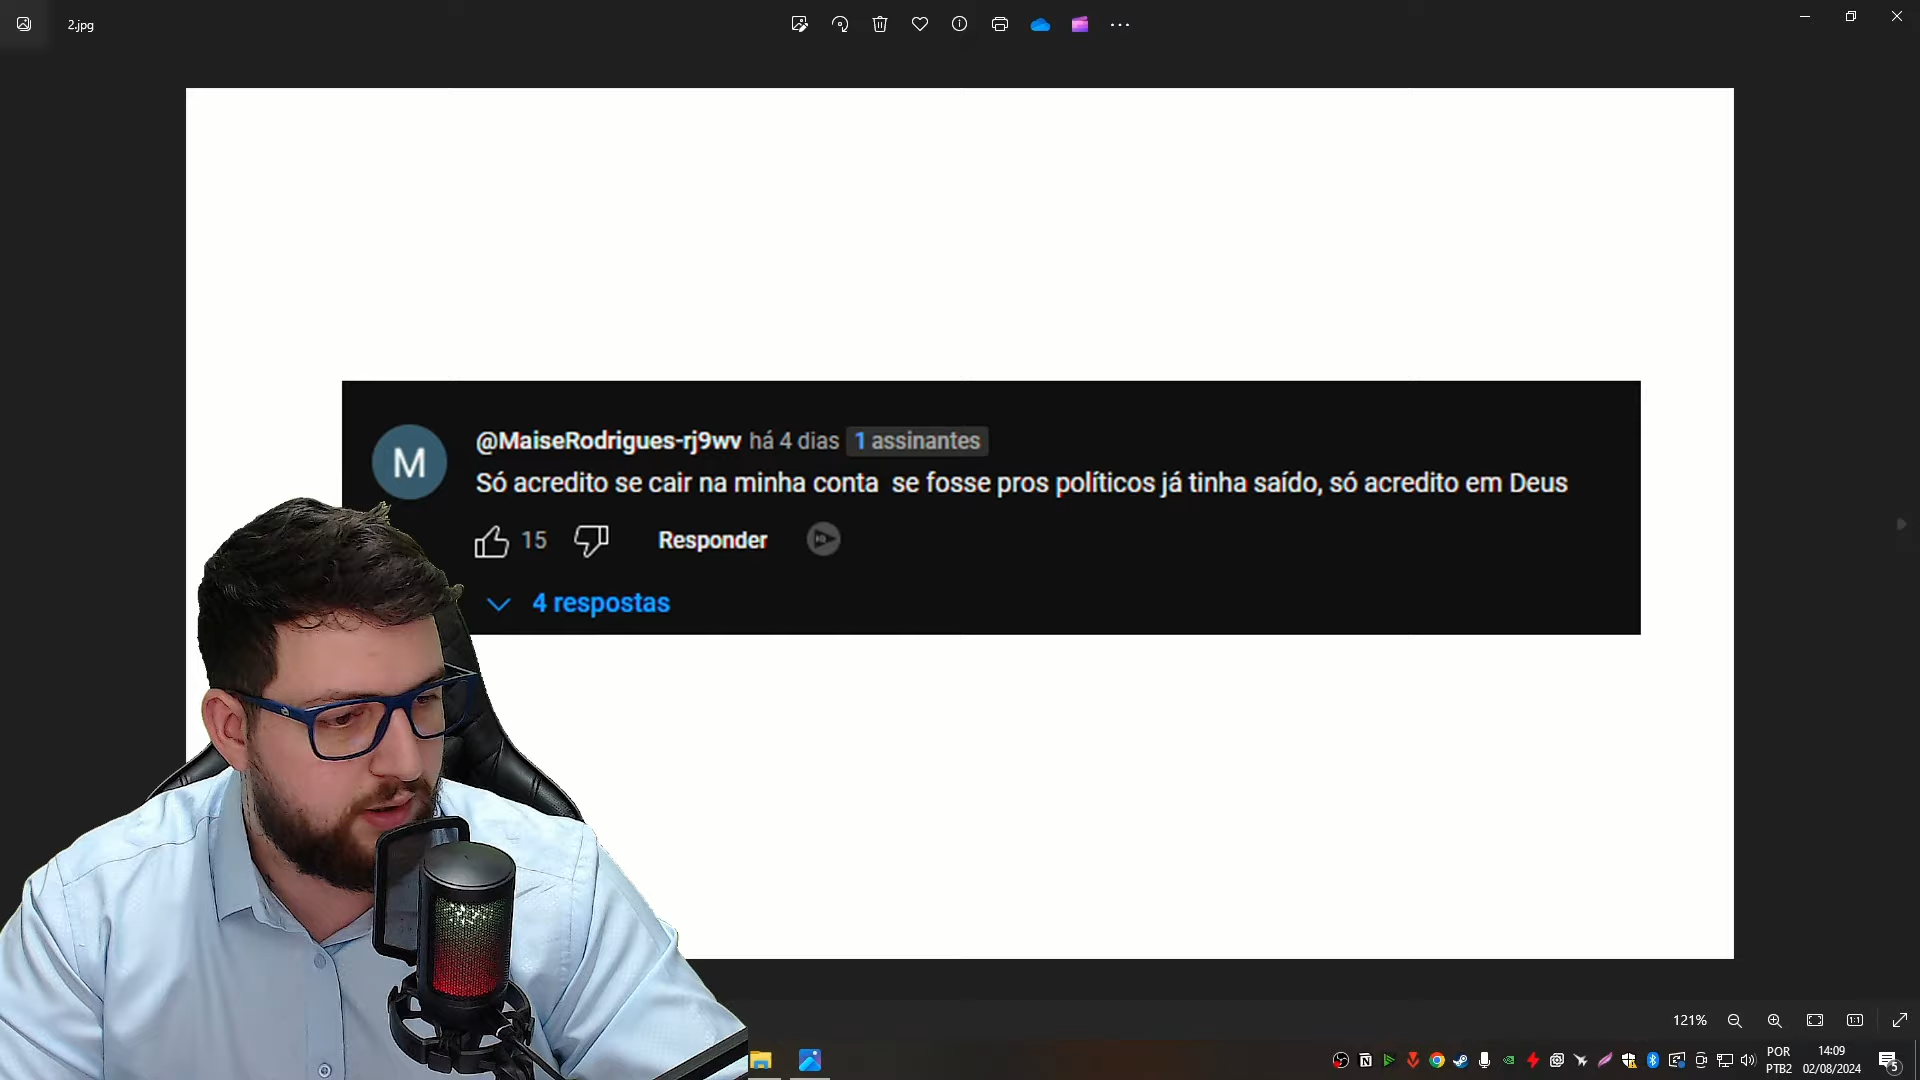 2.jpg
@MaiseRodrigues-rj9wv há 4 dias 1 assinantes
M
Só acredito se cair na minha conta  se fosse pros políticos já tinha saído, só acredito em Deus
15 Responder
4 respostas
121%
POR
PTB2
14:09
02/08/2024
5